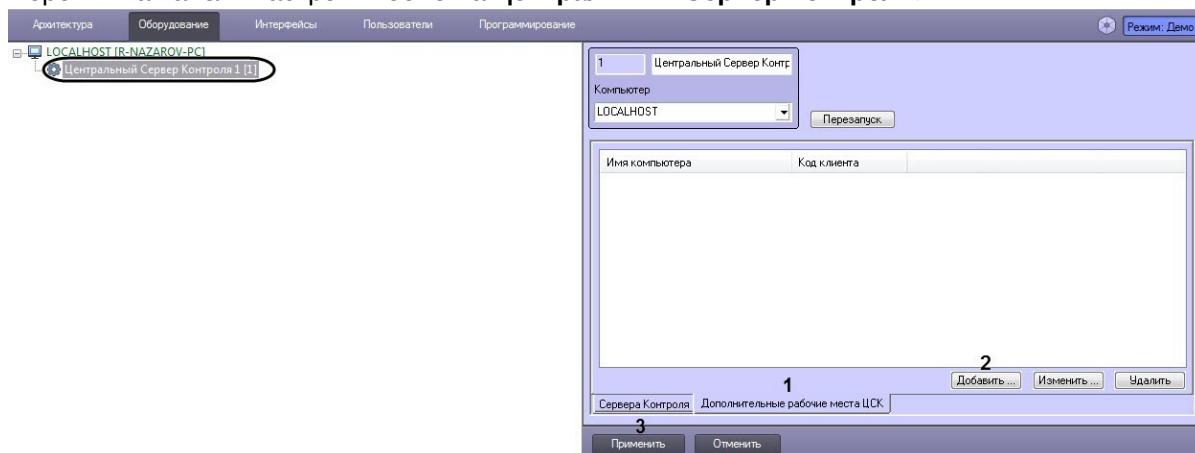 Архитектура Оборудование Интерфейсы Пользователи Программирование Режим: Демо
LOCALHOST [R-NAZAROV-PC]
Центральный Сервер Контроля 1 [1]
1 Центральный Сервер Контр
Компьютер
LOCALHOST Перезапуск
Имя компьютера Код клиента
2
Добавить ... Изменить ... Удалить
1
Сервера Контроля Дополнительные рабочие места ЦСК
3
Применить Отменить